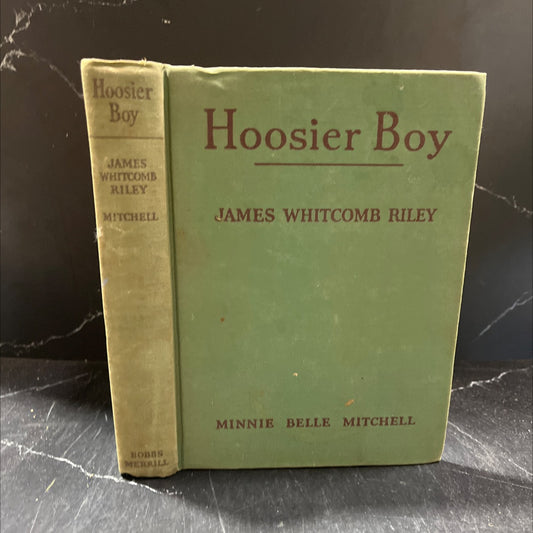 Hoosier
Boy
JAMES
WHITCOMB
RILEY
MITCHELL
BOBBS
MERRILL
Hoosier Boy
JAMES WHITCOMB RILEY
MINNIE BELLE MITCHELL